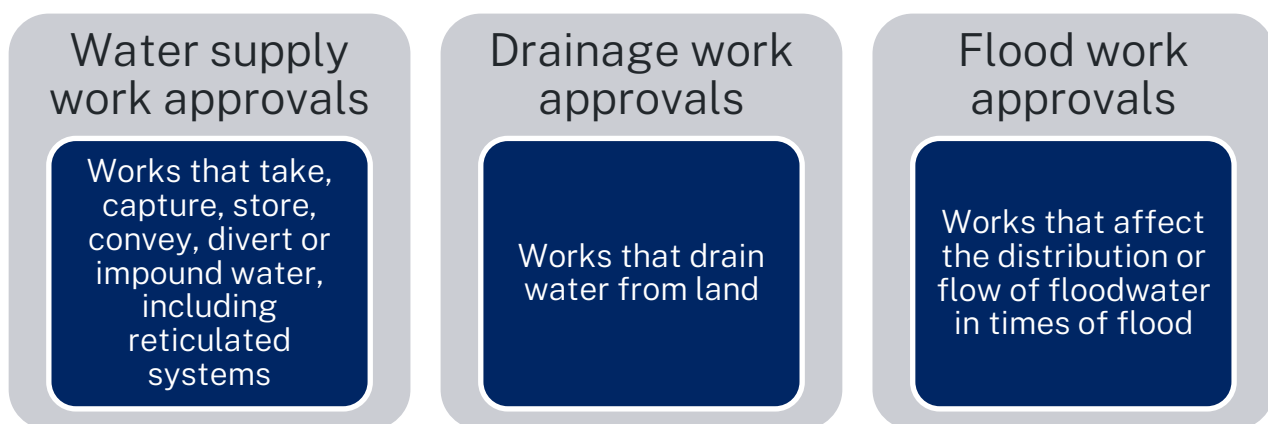 Water supply
work approvals
Works that take,
capture, store,
convey, divert or
impound water,
including
reticulated
systems
Drainage work
approvals
Works that drain
water from land
Flood work
approvals
Works that affect
the distribution or
flow of floodwater
in times of flood